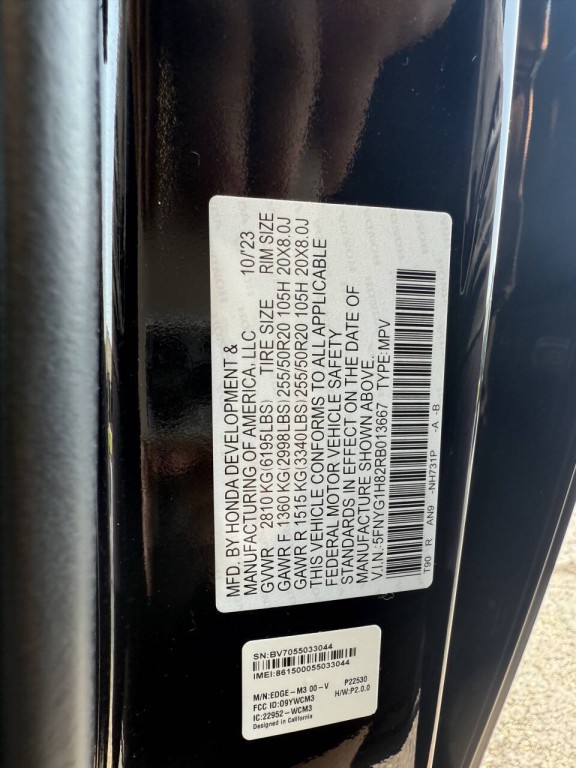 MFD. BY HONDA DEVELOPMENT &
MANUFACTURING OF AMERICA, LLC 10/'23
GVWR 2810 KG(6195LBS) TIRE SIZE RIM SIZE
GAWR F 1360 KG(2998LBS) 255/50R20 105H 20X8.0J
GAWR R 1515 KG(3340LBS) 255/50R20 105H 20X8.0J
THIS VEHICLE CONFORMS TO ALL APPLICABLE
FEDERAL MOTOR VEHICLE SAFETY
STANDARDS IN EFFECT ON THE DATE OF
MANUFACTURE SHOWN ABOVE.
V.I.N.:5FNYG1H82RB013667 TYPE:MPV
T90 R AN9 -NH731P -A -B
SN:BV7055033044
IMEI:861500055033044
M/N:EDGE-M3 00-V P22530
FCC ID:O9YWCM3 H/W:P2.0.0
IC:22952-WCM3
Designed in California